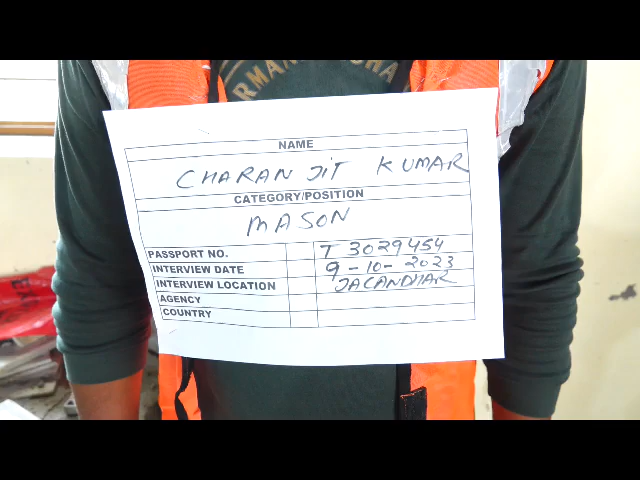 NAME
CHARAN JIT KUMAR
CATEGORY/POSITION
MASON
PASSPORT NO. T 3029454
INTERVIEW DATE 9-10-2023
INTERVIEW LOCATION JACANDHAR
AGENCY
COUNTRY